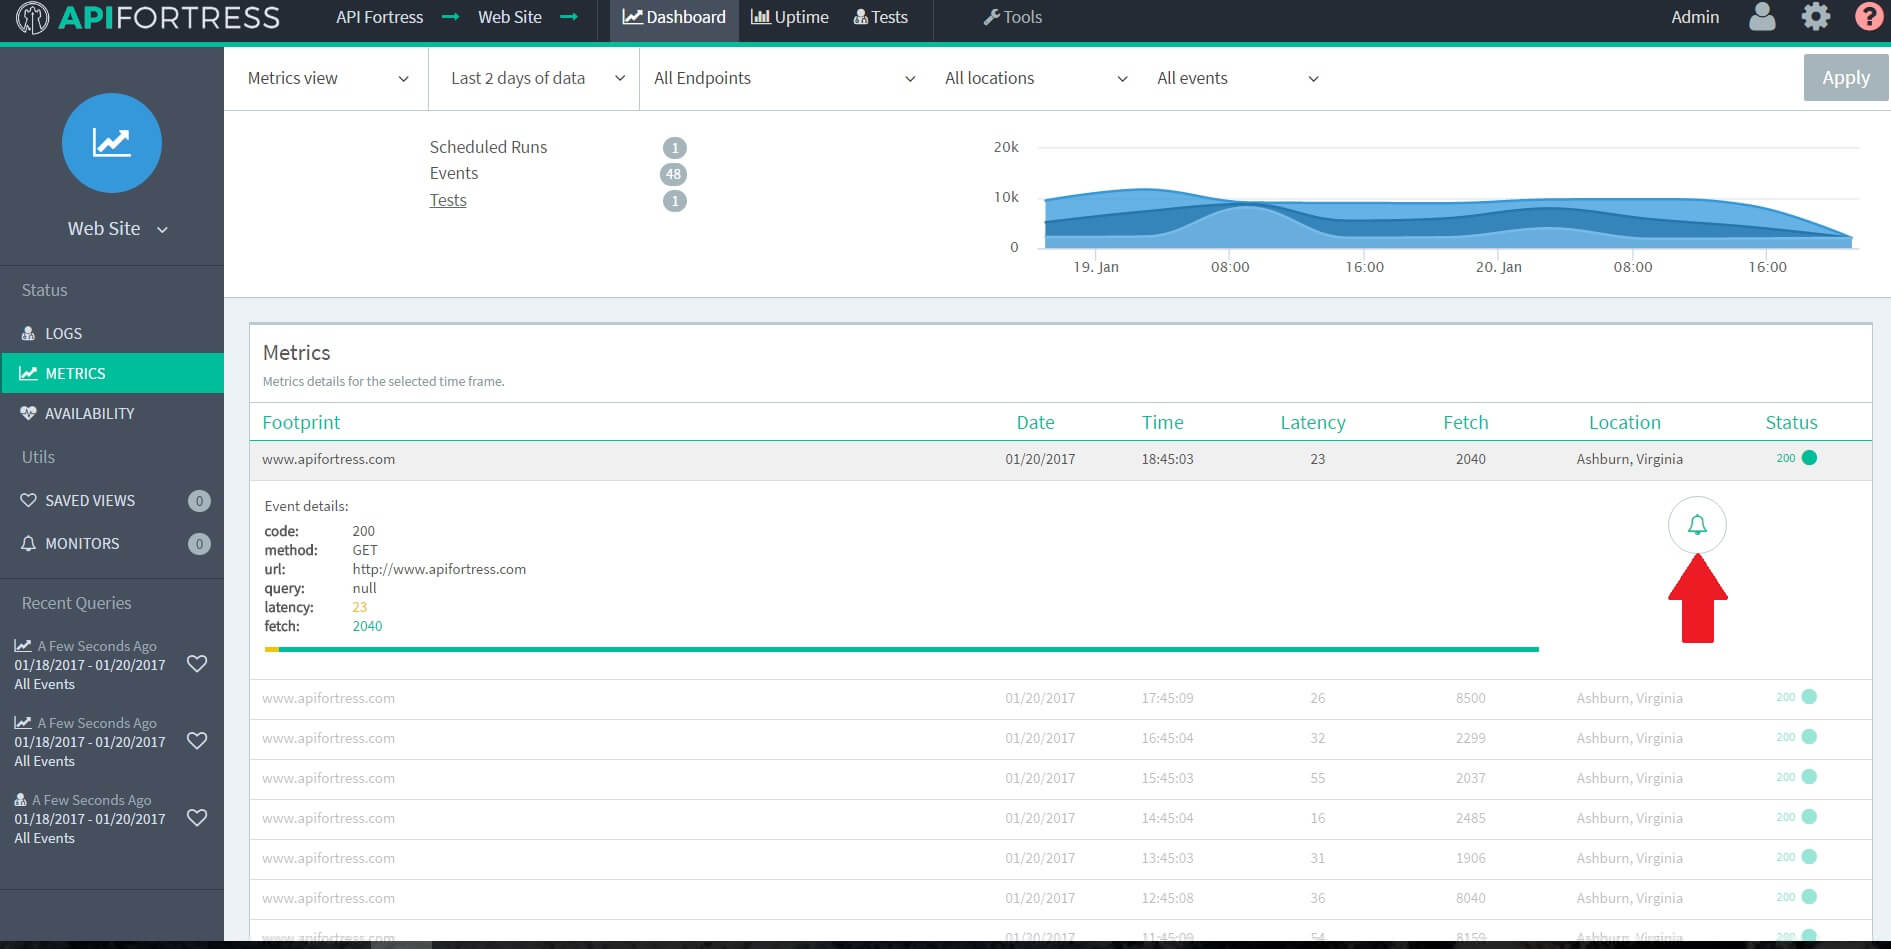 APIFORTRESS API Fortress Web Site Dashboard Uptime Tests Tools Admin ?
Metrics view Last 2 days of data All Endpoints All locations All events Apply
Web Site
Status
LOGS
METRICS
AVAILABILITY
Utils
SAVED VIEWS 0
MONITORS 0
Recent Queries
A Few Seconds Ago
01/18/2017 - 01/20/2017
All Events
A Few Seconds Ago
01/18/2017 - 01/20/2017
All Events
A Few Seconds Ago
01/18/2017 - 01/20/2017
All Events
Scheduled Runs 1
Events 48
Tests 1
20k
10k
0
19. Jan 08:00 16:00 20. Jan 08:00 16:00
Metrics
Metrics details for the selected time frame.
Footprint Date Time Latency Fetch Location Status
www.apifortress.com 01/20/2017 18:45:03 23 2040 Ashburn, Virginia 200
Event details:
code: 200
method: GET
url: http://www.apifortress.com
query: null
latency: 23
fetch: 2040
www.apifortress.com 01/20/2017 17:45:09 26 8500 Ashburn, Virginia 200
www.apifortress.com 01/20/2017 16:45:04 32 2299 Ashburn, Virginia 200
www.apifortress.com 01/20/2017 15:45:03 55 2037 Ashburn, Virginia 200
www.apifortress.com 01/20/2017 14:45:04 16 2485 Ashburn, Virginia 200
www.apifortress.com 01/20/2017 13:45:03 31 1906 Ashburn, Virginia 200
www.apifortress.com 01/20/2017 12:45:08 36 8040 Ashburn, Virginia 200
www.apifortress.com 01/20/2017 11:45:09 54 8159 Ashburn, Virginia 200